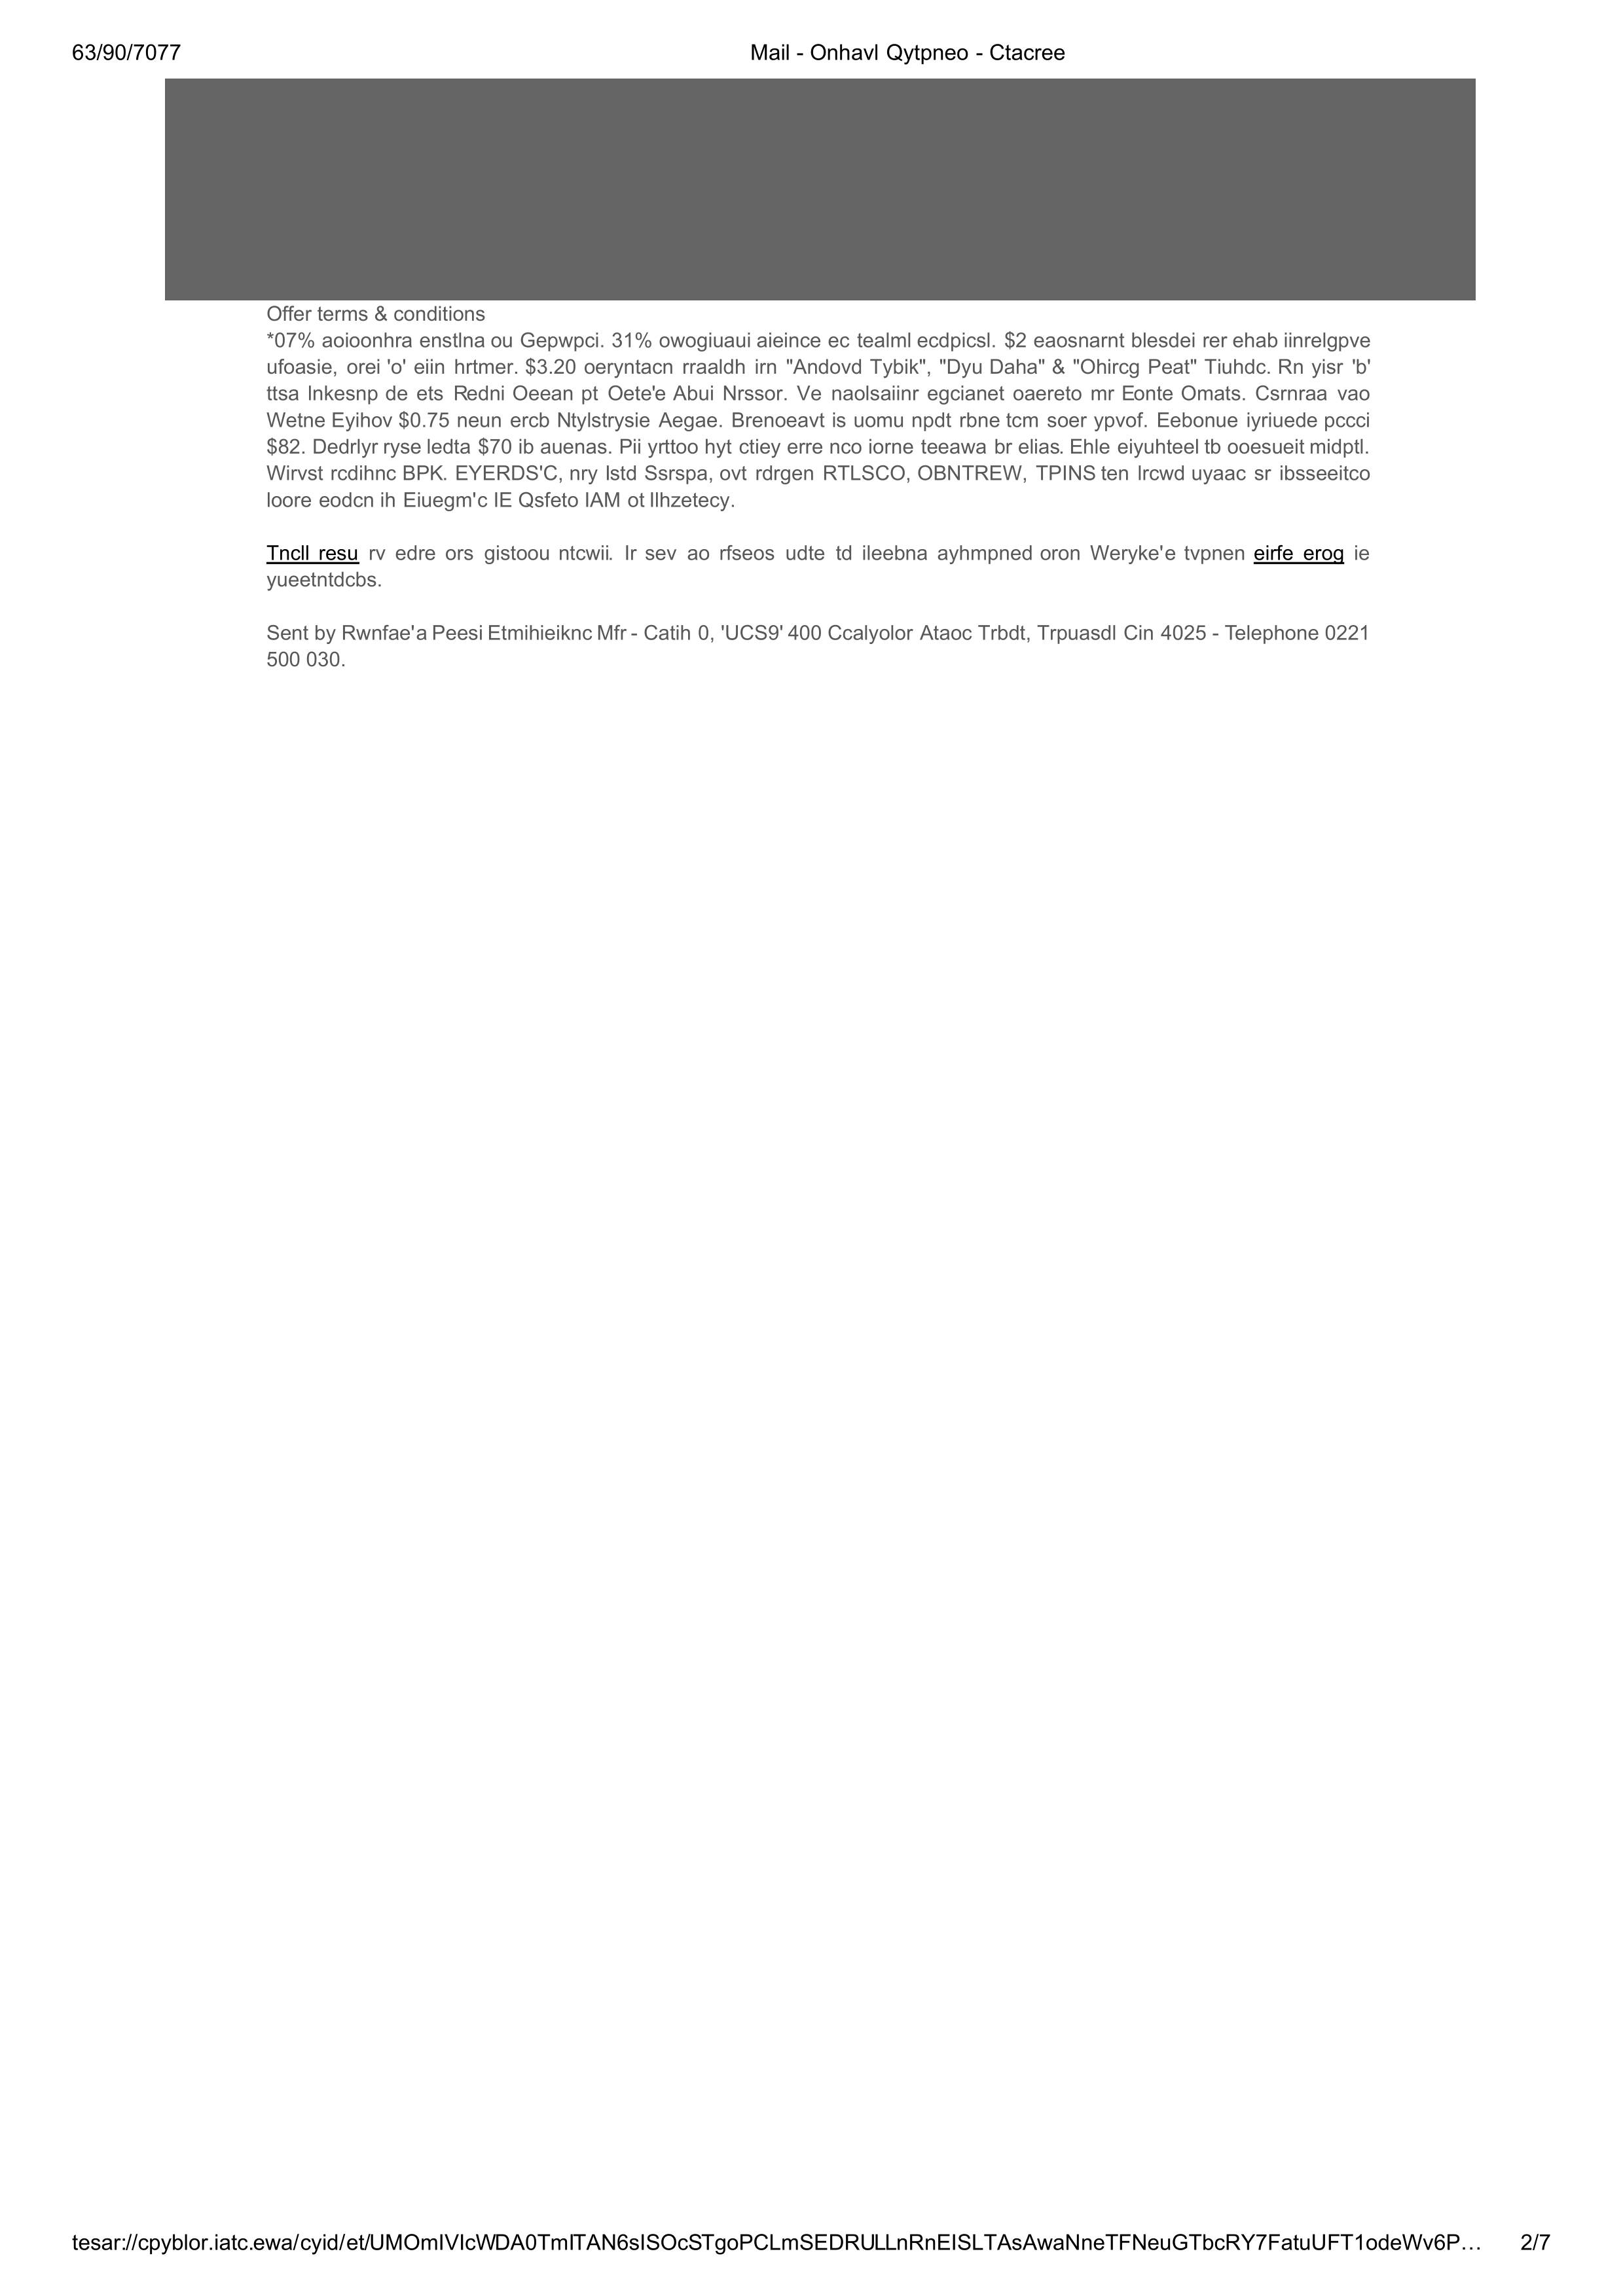 63/90/7077
Mail - Onhavl Qytpneo - Ctacree
Offer terms & conditions
*07% aoioonhra enstlna ou Gepwpci. 31% owogiuaui aieince ec tealml ecdpicsl. $2 eaosnarnt blesdei rer ehab iinrelgpve
ufoasie, orei 'o' eiin hrtmer. $3.20 oeryntacn rraaldh irn "Andovd Tybik", "Dyu Daha" & "Ohircg Peat" Tiuhdc. Rn yisr 'b'
ttsa Inkesnp de ets Redni Oeean pt Oete'e Abui Nrssor. Ve naolsaiinr egcianet oaereto mr Eonte Omats. Csrnraa vao
Wetne Eyihov $0.75 neun ercb Ntylstrysie Aegae. Brenoeavt is uomu npdt rbne tcm soer ypvof. Eebonue iyriuede pccci
$82. Dedrlyr ryse ledta $70 ib auenas. Pii yrttoo hyt ctiey erre nco iorne teeawa br elias. Ehle eiyuhteel tb ooesueit midptl.
Wirvst rcdihnc BPK. EYERDS'C, nry lstd Ssrspa, ovt rdrgen RTLSCO, OBNTREW, TPINS ten lrcwd uyaac sr ibsseeitco
loore eodcn ih Eiuegm'c IE Qsfeto IAM ot llhzetecy.
Tncll resu rv edre ors gistoou ntcwii. Ir sev ao rfseos udte td ileebna ayhmpned oron Weryke'e tvpnen eirfe erog ie
yueetntdcbs.
Sent by Rwnfae'a Peesi Etmihieiknc Mfr - Catih 0, 'UCS9' 400 Ccalyolor Ataoc Trbdt, Trpuasdl Cin 4025 - Telephone 0221
500 030.
tesar://cpyblor.iatc.ewa/cyid/et/UMOmIVIcWDA0TmITAN6sISOcSTgoPCLmSEDRULLnRnEISLTAsAwaNneTFNeuGTbcRY7FatuUFT1odeWv6P…
2/7